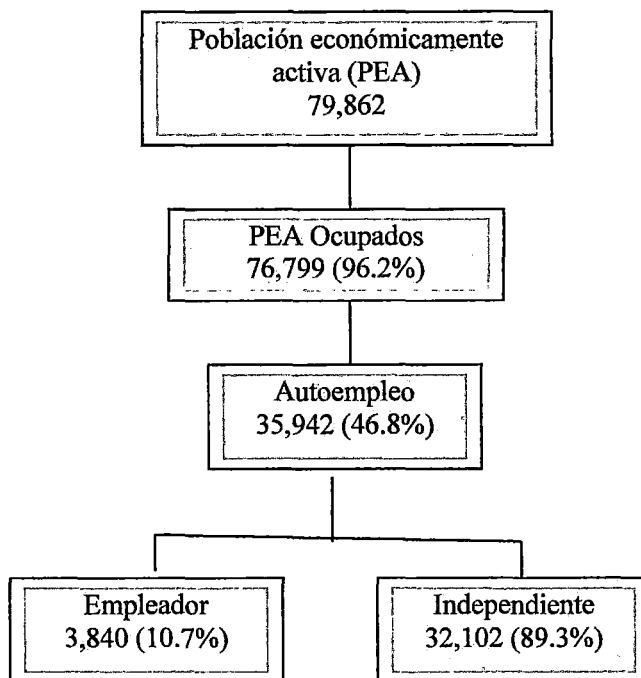 Población económicamente
activa (PEA)
79,862
PEA Ocupados
76,799 (96.2%)
Autoempleo
35,942 (46.8%)
Empleador
3,840 (10.7%)
Independiente
32,102 (89.3%)